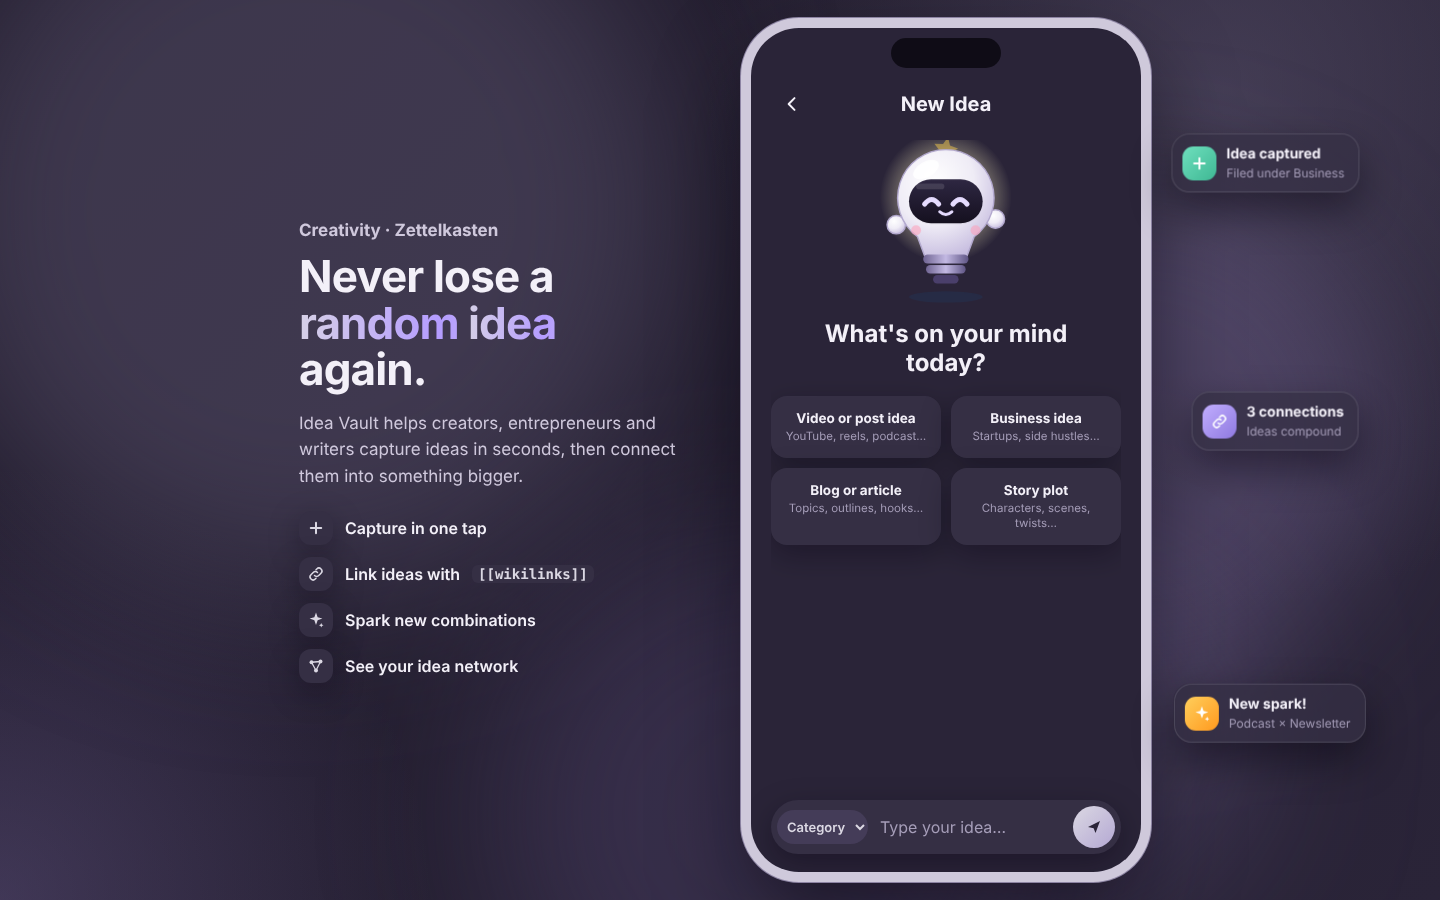 Creativity · Zettelkasten
Never lose a
random idea
again.
Idea Vault helps creators, entrepreneurs and
writers capture ideas in seconds, then connect
them into something bigger.
Capture in one tap
Link ideas with [[wikilinks]]
Spark new combinations
See your idea network
New Idea
What's on your mind
today?
Video or post idea
YouTube, reels, podcast…
Business idea
Startups, side hustles…
Blog or article
Topics, outlines, hooks…
Story plot
Characters, scenes,
twists…
Category
Type your idea...
Idea captured
Filed under Business
3 connections
Ideas compound
New spark!
Podcast × Newsletter